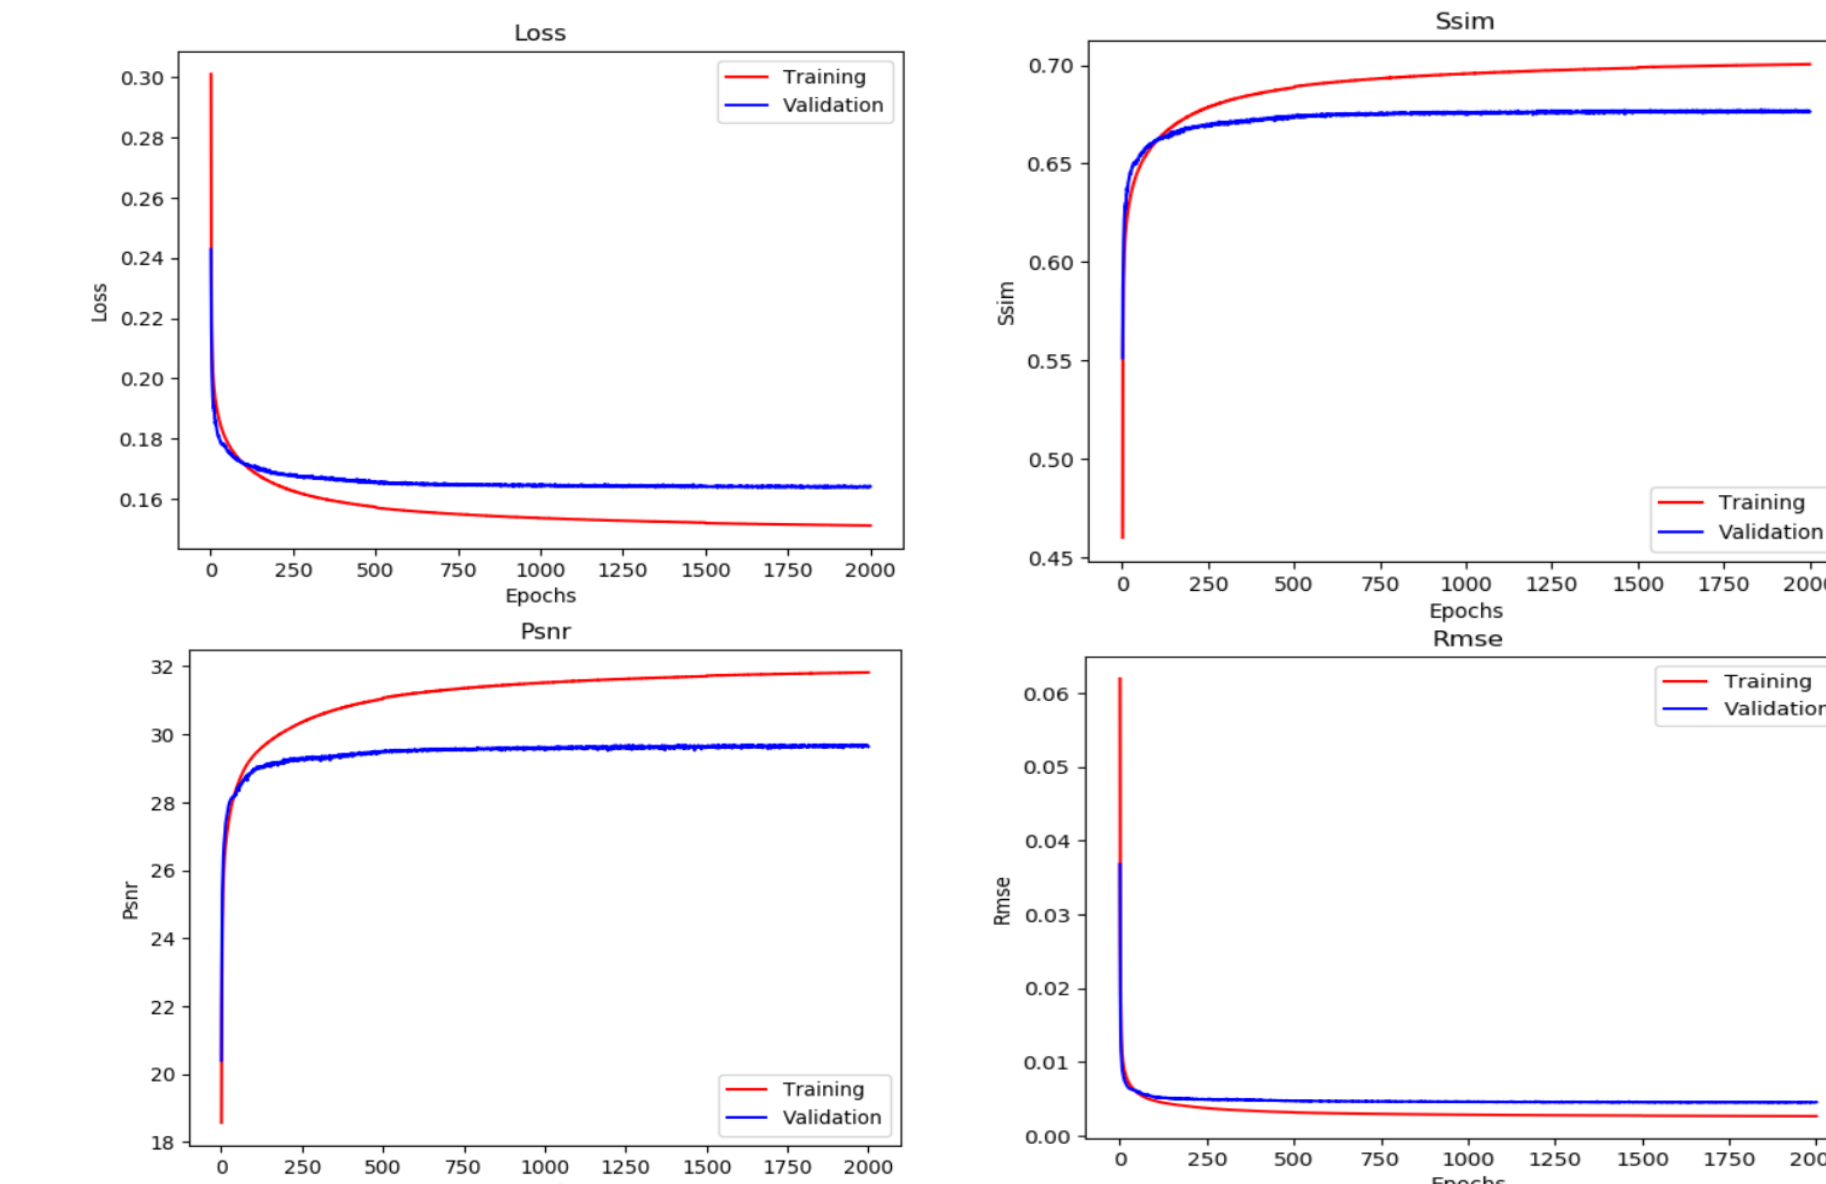 Loss
0.30
0.28
0.26
0.24
0.22
0.20
0.18
0.16
Loss
Training
Validation
0 250 500 750 1000 1250 1500 1750 2000
Epochs
Ssim
0.70
0.65
0.60
0.55
0.50
0.45
Ssim
Training
Validation
0 250 500 750 1000 1250 1500 1750 200
Epochs
Psnr
32
30
28
26
24
22
20
18
Psnr
Training
Validation
0 250 500 750 1000 1250 1500 1750 2000
Rmse
0.06
0.05
0.04
0.03
0.02
0.01
0.00
Rmse
Training
Validation
0 250 500 750 1000 1250 1500 1750 200
Epochs